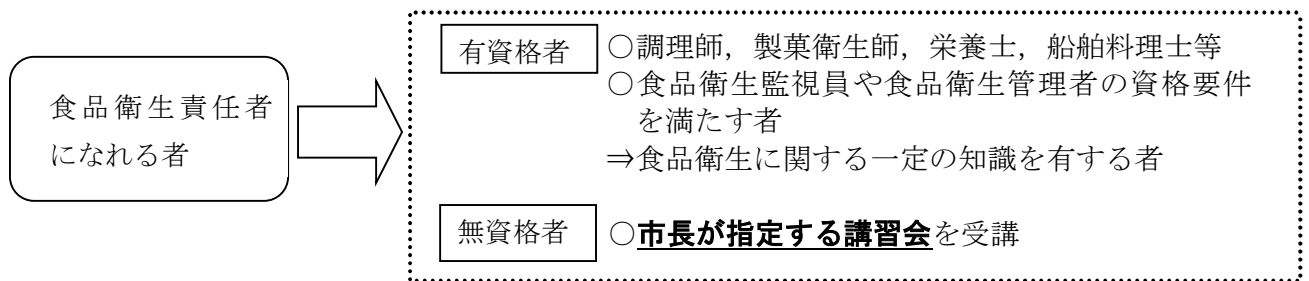 食品衛生責任者
になれる者
有資格者
○調理師，製菓衛生師，栄養士，船舶料理士等
○食品衛生監視員や食品衛生管理者の資格要件
を満たす者
⇒食品衛生に関する一定の知識を有する者
無資格者
○市長が指定する講習会を受講